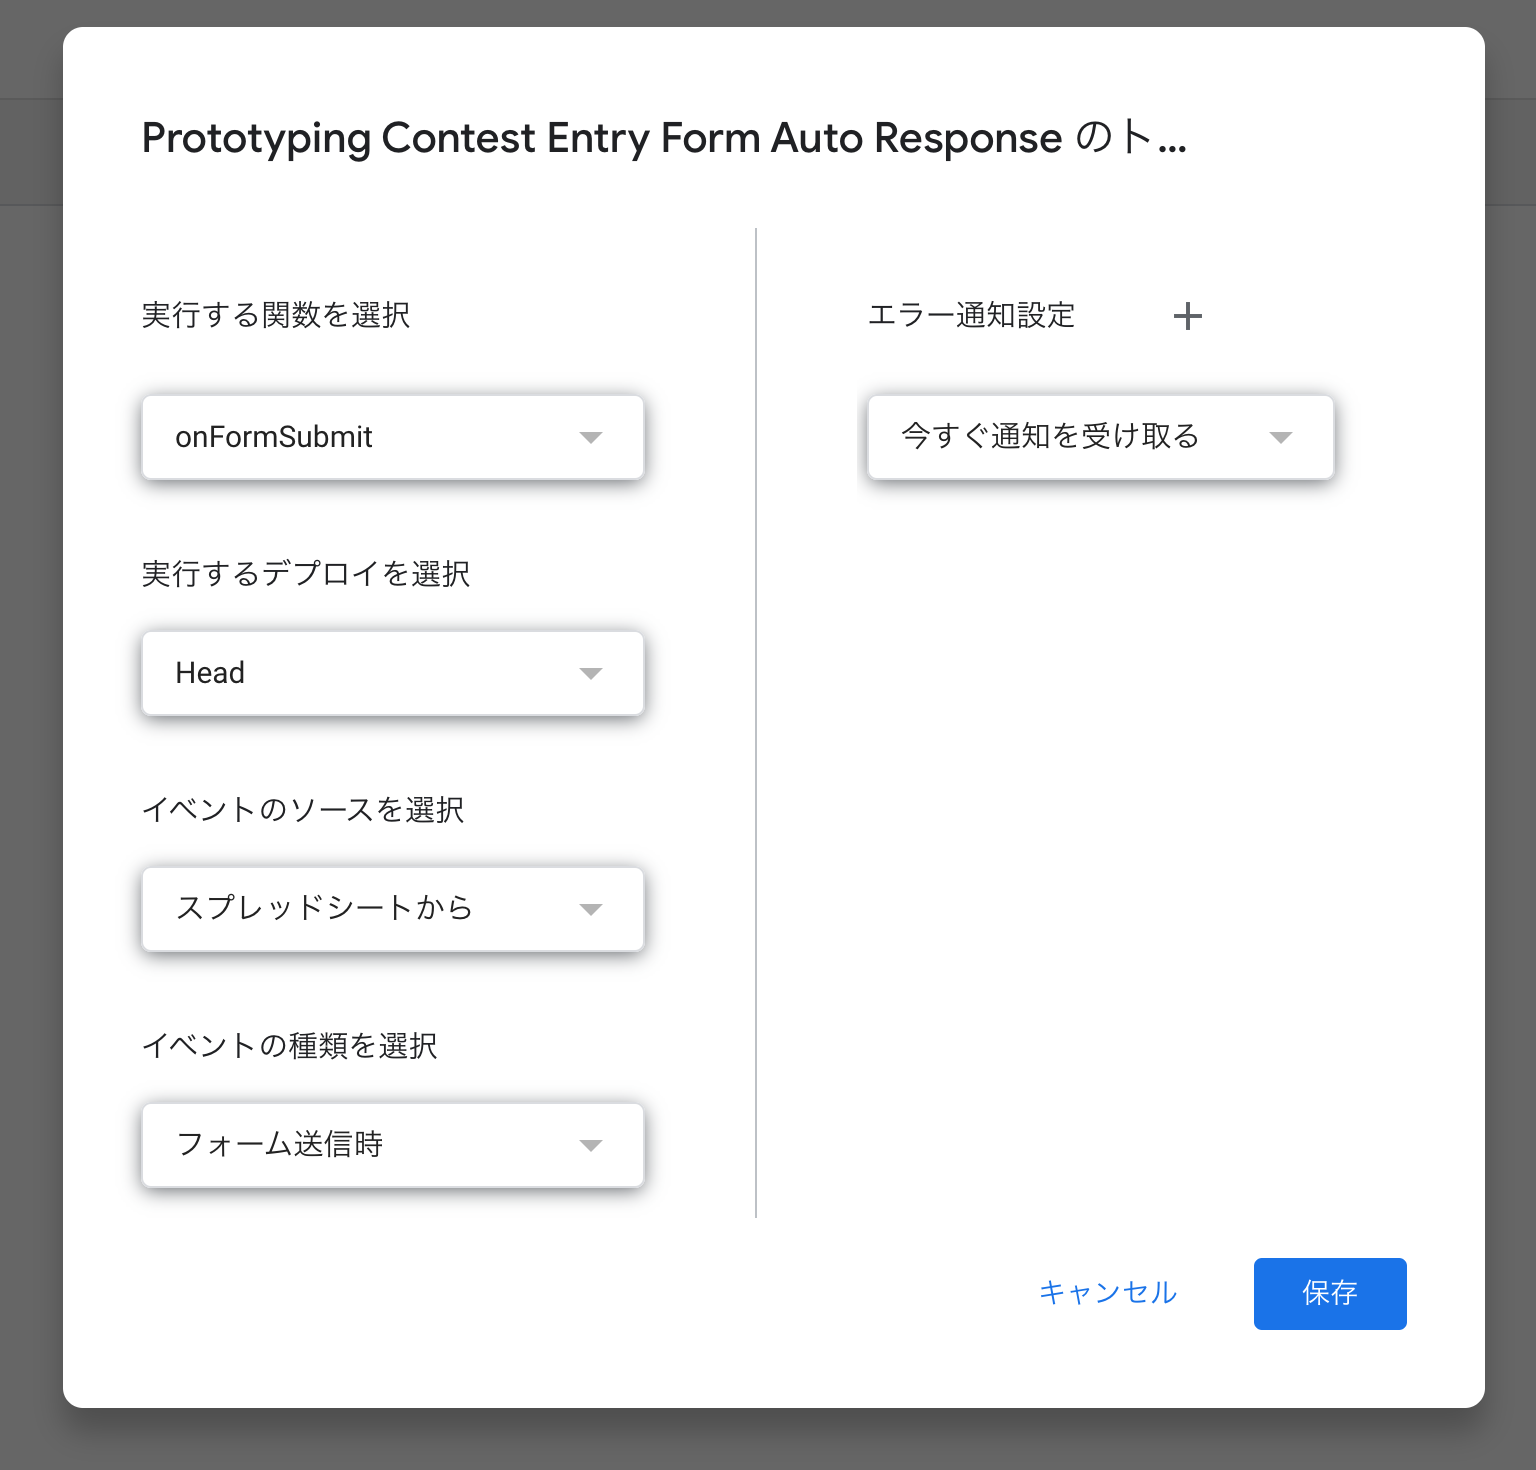 Prototyping Contest Entry Form Auto Response のト...
実行する関数を選択
onFormSubmit
実行するデプロイを選択
Head
イベントのソースを選択
スプレッドシートから
イベントの種類を選択
フォーム送信時
エラー通知設定
今すぐ通知を受け取る
キャンセル
保存